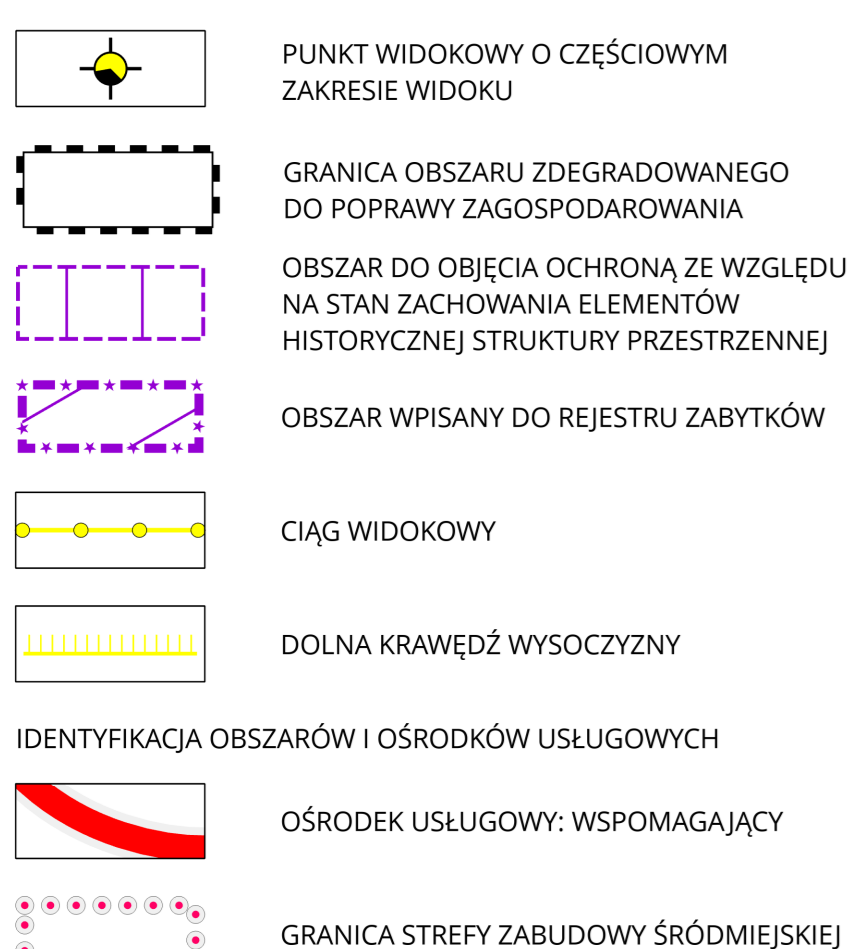 PUNKT WIDOKOWY O CZĘŚCIOWYM
ZAKRESIE WIDOKU
GRANICA OBSZARU ZDEGRADOWANEGO
DO POPRAWY ZAGOSPODAROWANIA
OBSZAR DO OBJĘCIA OCHRONĄ ZE WZGLĘDU
NA STAN ZACHOWANIA ELEMENTÓW
HISTORYCZNEJ STRUKTURY PRZESTRZENNEJ
OBSZAR WPISANY DO REJESTRU ZABYTKÓW
CIĄG WIDOKOWY
DOLNA KRAWĘDŹ WYSOCZYZNY
IDENTYFIKACJA OBSZARÓW I OŚRODKÓW USŁUGOWYCH
OŚRODEK USŁUGOWY: WSPOMAGAJĄCY
GRANICA STREFY ZABUDOWY ŚRÓDMIEJSKIEJ